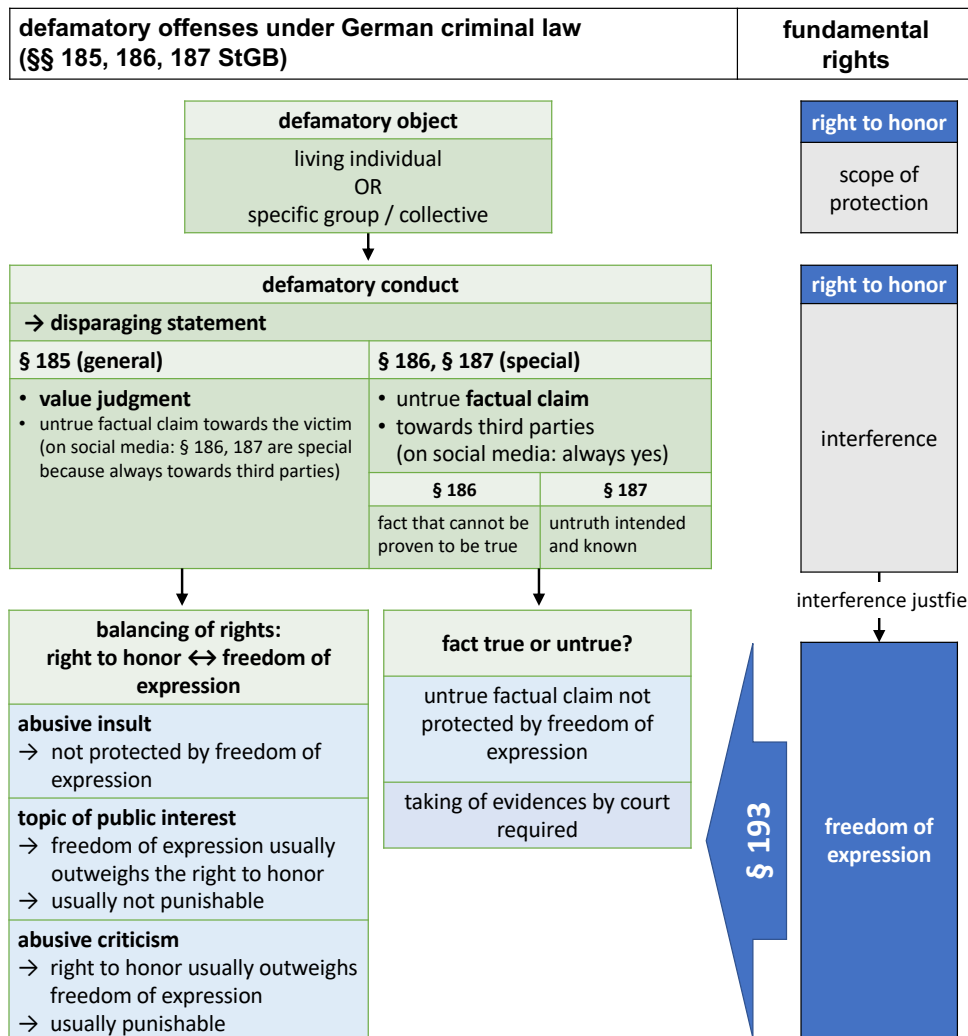 defamatory offenses under German criminal law
(§§ 185, 186, 187 StGB)
fundamental
rights
defamatory object
living individual
OR
specific group / collective
right to honor
scope of
protection
defamatory conduct
→ disparaging statement
§ 185 (general)
• value judgment
• untrue factual claim towards the victim
(on social media: § 186, 187 are special
because always towards third parties)
§ 186, § 187 (special)
• untrue factual claim
• towards third parties
(on social media: always yes)
§ 186
fact that cannot be
proven to be true
§ 187
untruth intended
and known
right to honor
interference
interference justfie
balancing of rights:
right to honor ↔ freedom of
expression
abusive insult
→ not protected by freedom of
expression
topic of public interest
→ freedom of expression usually
outweighs the right to honor
→ usually not punishable
abusive criticism
→ right to honor usually outweighs
freedom of expression
→ usually punishable
fact true or untrue?
untrue factual claim not
protected by freedom of
expression
taking of evidences by court
required
§ 193
freedom of
expression